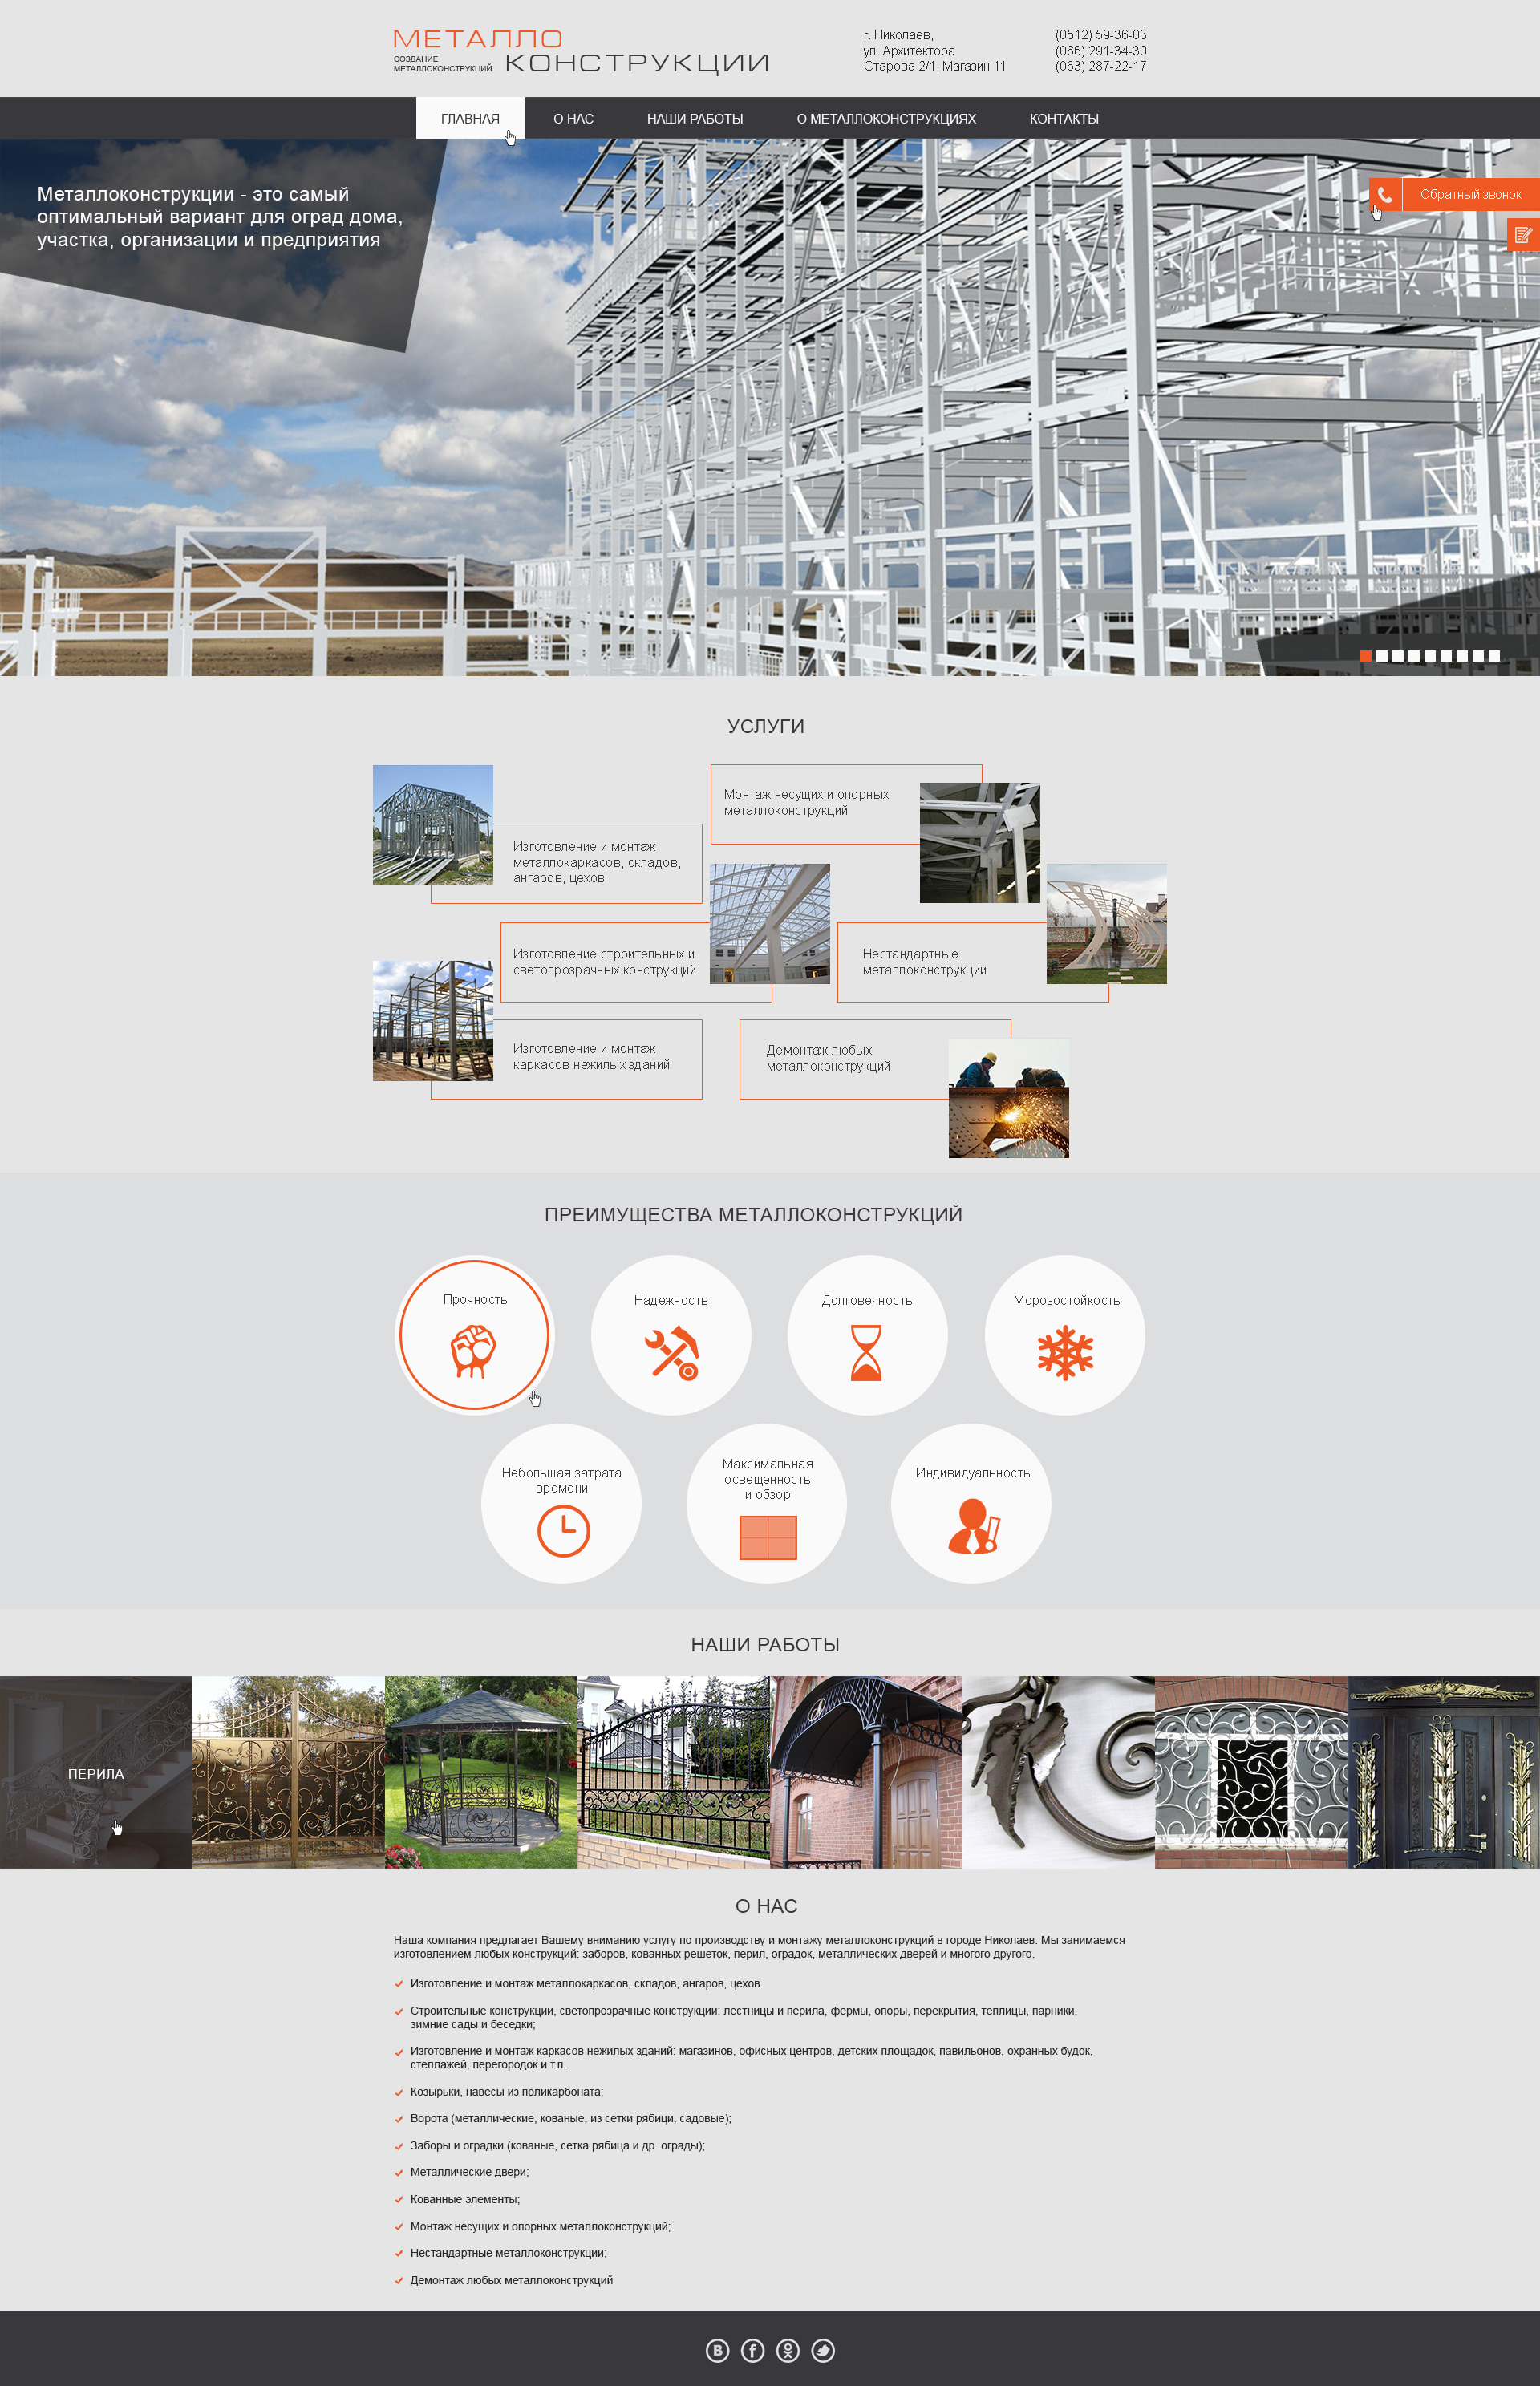 МЕТАЛЛО
СОЗДАНИЕ
МЕТАЛЛОКОНСТРУКЦИЙ
КОНСТРУКЦИИ
г. Николаев,
ул. Архитектора
Старова 2/1, Магазин 11
(0512) 59-36-03
(066) 291-34-30
(063) 287-22-17
ГЛАВНАЯ
О НАС
НАШИ РАБОТЫ
О МЕТАЛЛОКОНСТРУКЦИЯХ
КОНТАКТЫ
Металлоконструкции - это самый
оптимальный вариант для оград дома,
участка, организации и предприятия
Обратный звонок
УСЛУГИ
Монтаж несущих и опорных
металлоконструкций
Изготовление и монтаж
металлокаркасов, складов,
ангаров, цехов
Изготовление строительных и
светопрозрачных конструкций
Нестандартные
металлоконструкции
Изготовление и монтаж
каркасов нежилых зданий
Демонтаж любых
металлоконструкций
ПРЕИМУЩЕСТВА МЕТАЛЛОКОНСТРУКЦИЙ
Прочность
Надежность
Долговечность
Морозостойкость
Небольшая затрата
времени
Максимальная
освещенность
и обзор
Индивидуальность
НАШИ РАБОТЫ
ПЕРИЛА
О НАС
Наша компания предлагает Вашему вниманию услугу по производству и монтажу металлоконструкций в городе Николаев. Мы занимаемся
изготовлением любых конструкций: заборов, кованных решеток, перил, оградок, металлических дверей и многого другого.
Изготовление и монтаж металлокаркасов, складов, ангаров, цехов
Строительные конструкции, светопрозрачные конструкции: лестницы и перила, фермы, опоры, перекрытия, теплицы, парники,
зимние сады и беседки;
Изготовление и монтаж каркасов нежилых зданий: магазинов, офисных центров, детских площадок, павильонов, охранных будок,
стеллажей, перегородок и т.п.
Козырьки, навесы из поликарбоната;
Ворота (металлические, кованые, из сетки рябици, садовые);
Заборы и оградки (кованые, сетка рябица и др. ограды);
Металлические двери;
Кованные элементы;
Монтаж несущих и опорных металлоконструкций;
Нестандартные металлоконструкции;
Демонтаж любых металлоконструкций